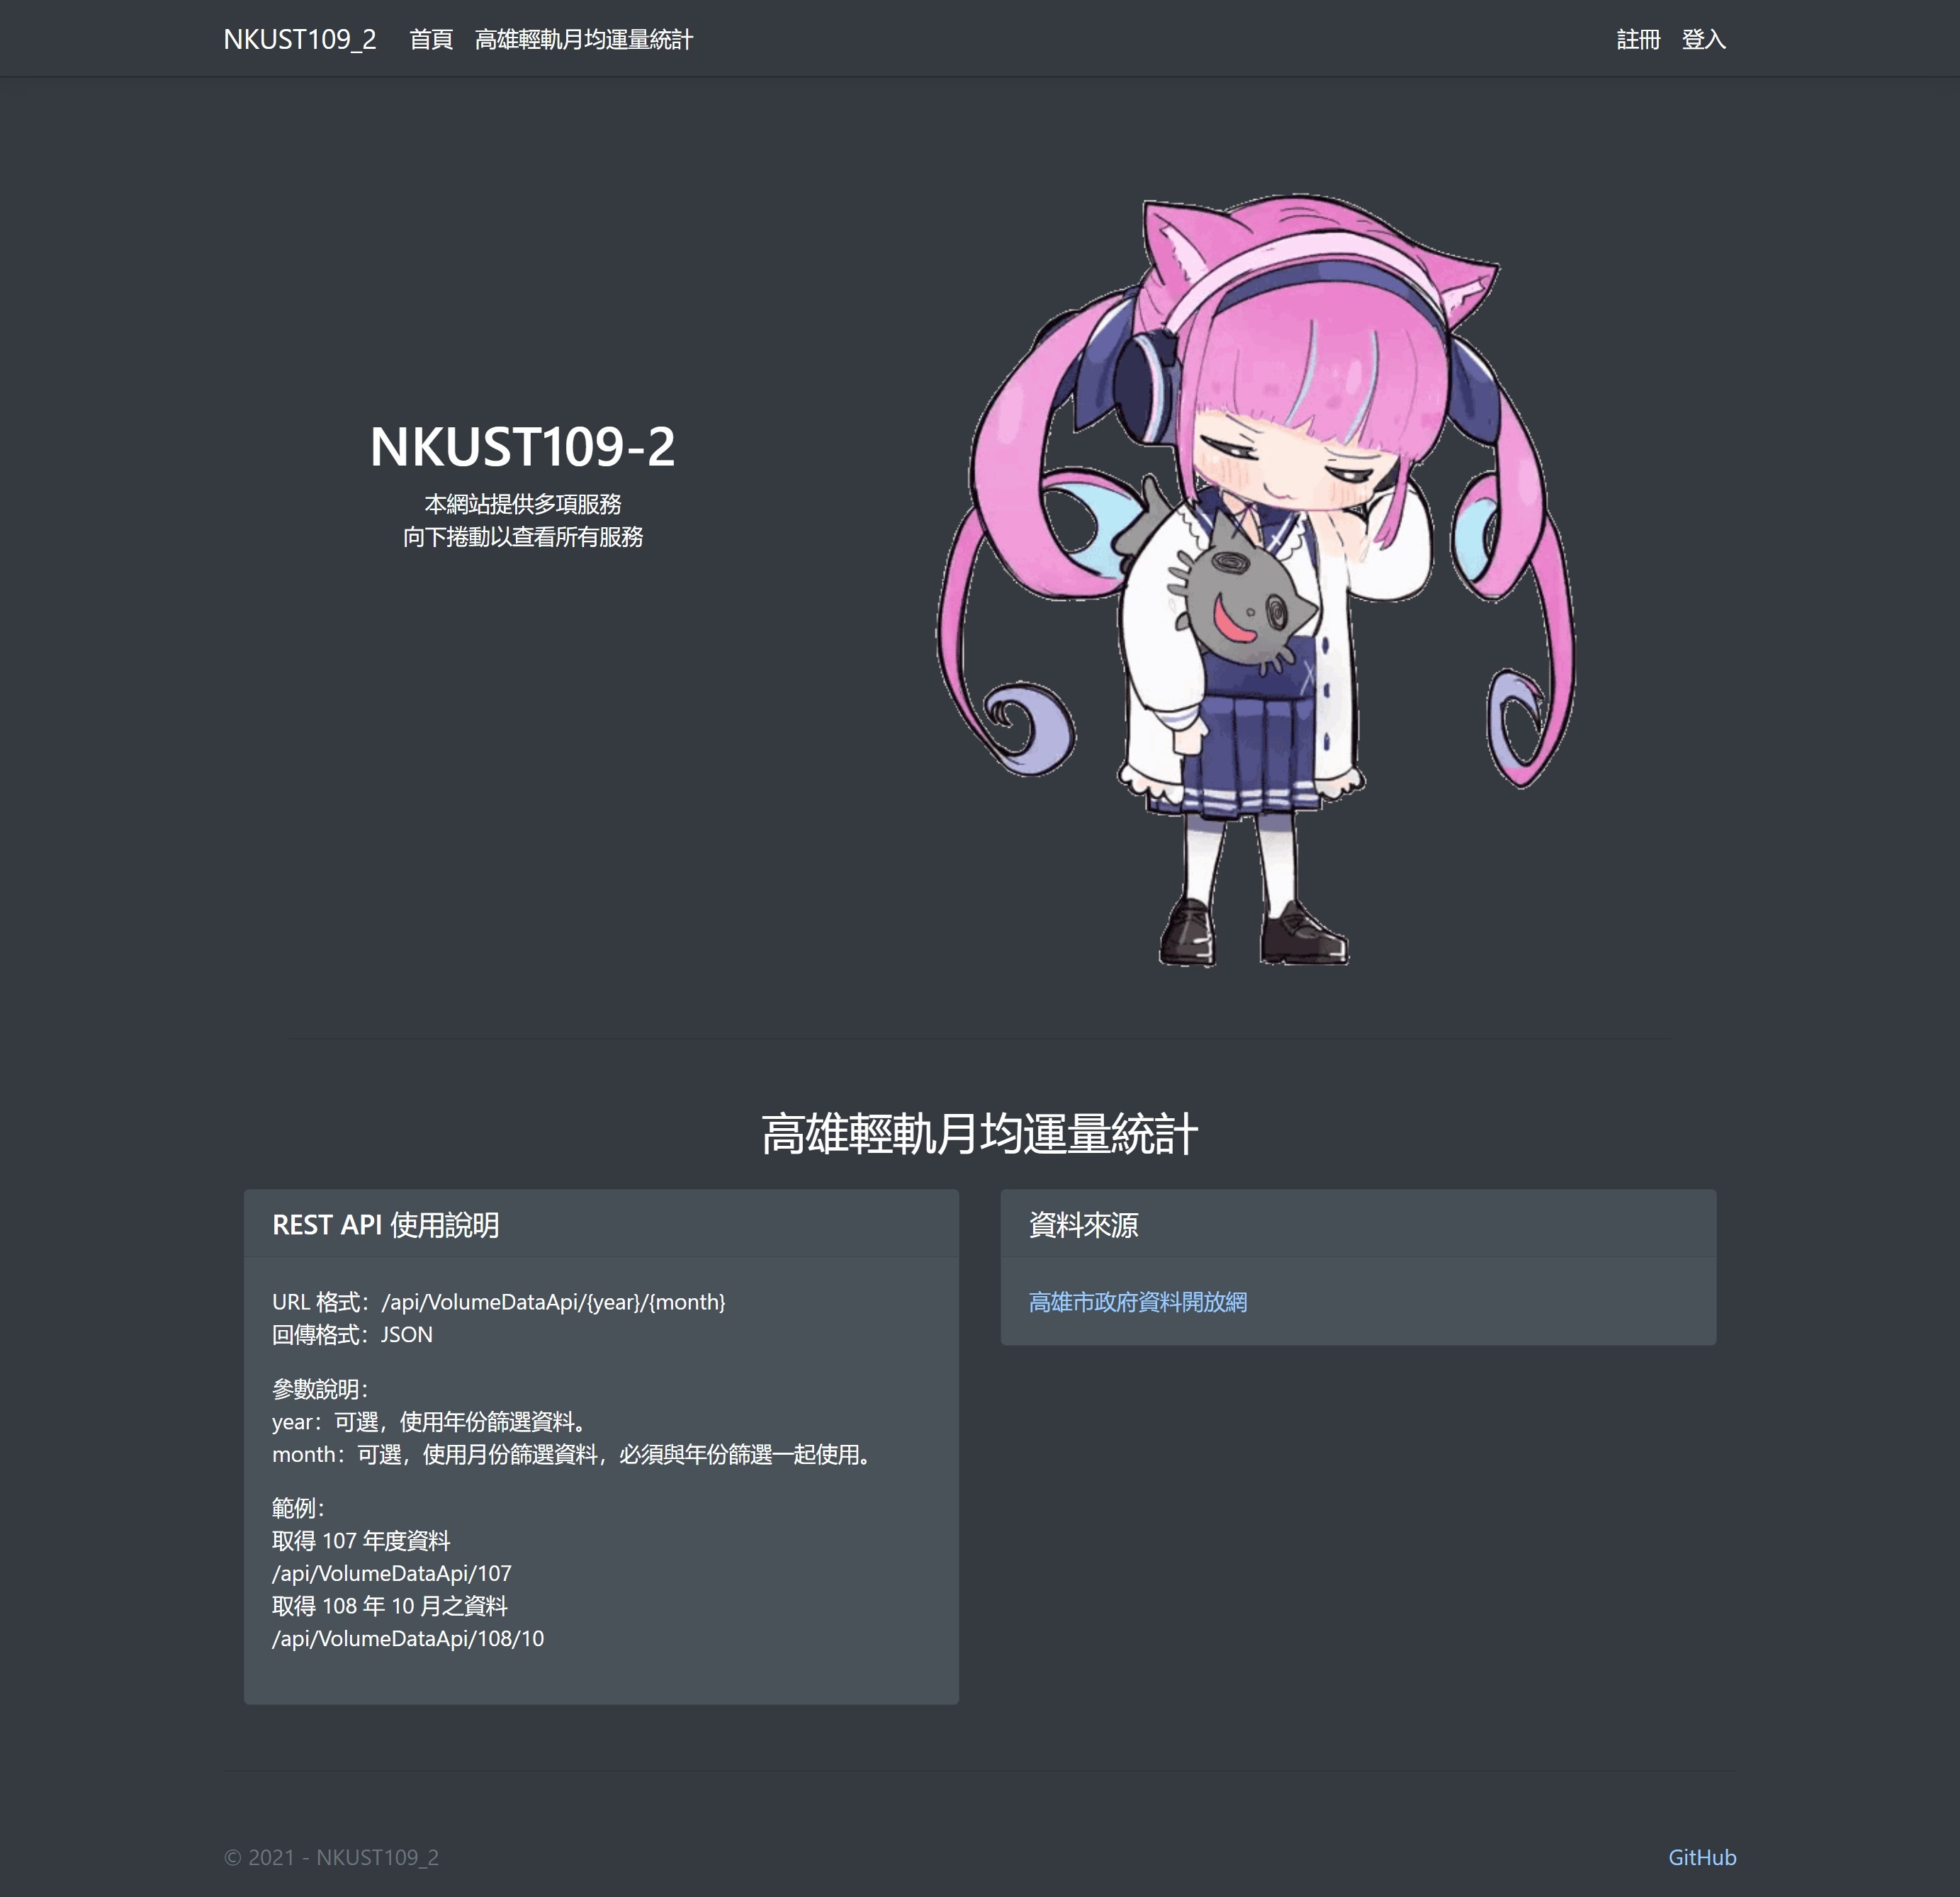 NKUST109_2 首頁 高雄輕軌月均運量統計 註冊 登入
NKUST109-2
本網站提供多項服務
向下捲動以查看所有服務
高雄輕軌月均運量統計
REST API 使用說明
URL 格式：/api/VolumeDataApi/{year}/{month}
回傳格式：JSON
參數說明：
year：可選，使用年份篩選資料。
month：可選，使用月份篩選資料，必須與年份篩選一起使用。
範例：
取得 107 年度資料
/api/VolumeDataApi/107
取得 108 年 10 月之資料
/api/VolumeDataApi/108/10
資料來源
高雄市政府資料開放網
© 2021 - NKUST109_2 GitHub